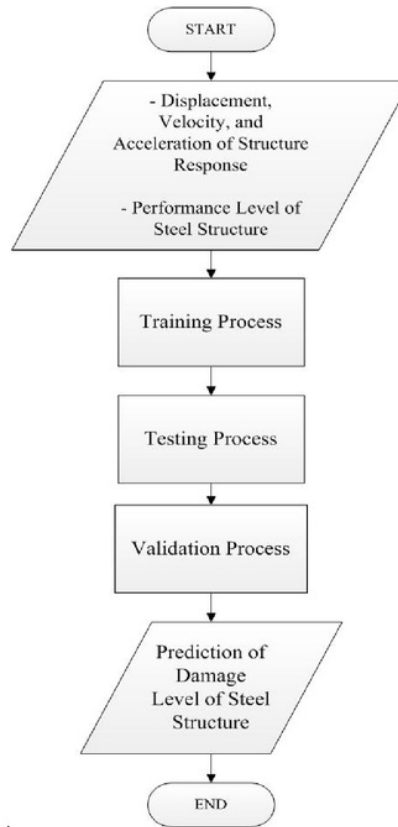 START
- Displacement,
Velocity, and
Acceleration of Structure
Response
- Performance Level of
Steel Structure
Training Process
Testing Process
Validation Process
Prediction of
Damage
Level of Steel
Structure
END